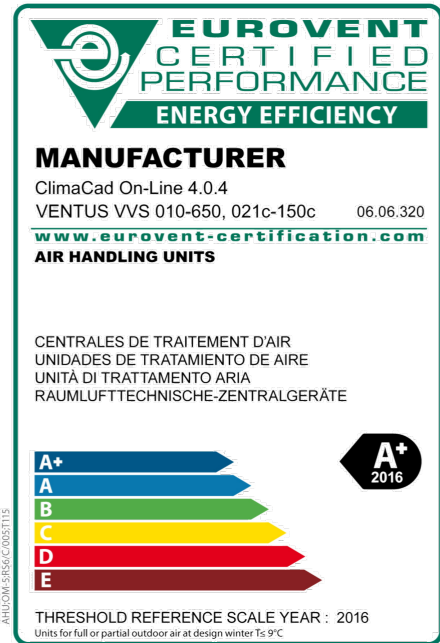 EUROVENT
CERTIFIED
PERFORMANCE
ENERGY EFFICIENCY
MANUFACTURER
ClimaCad On-Line 4.0.4
VENTUS VVS 010-650, 021c-150c 06.06.320
www.eurovent-certification.com
AIR HANDLING UNITS
CENTRALES DE TRAITEMENT D'AIR
UNIDADES DE TRATAMIENTO DE AIRE
UNITÀ DI TRATTAMENTO ARIA
RAUMLUFTTECHNISCHE-ZENTRALGERÄTE
A+
A
B
C
D
E
A+
2016
THRESHOLD REFERENCE SCALE YEAR : 2016
Units for full or partial outdoor air at design winter T≤ 9°C
AHU:OM-5:RS6/C/005:T115